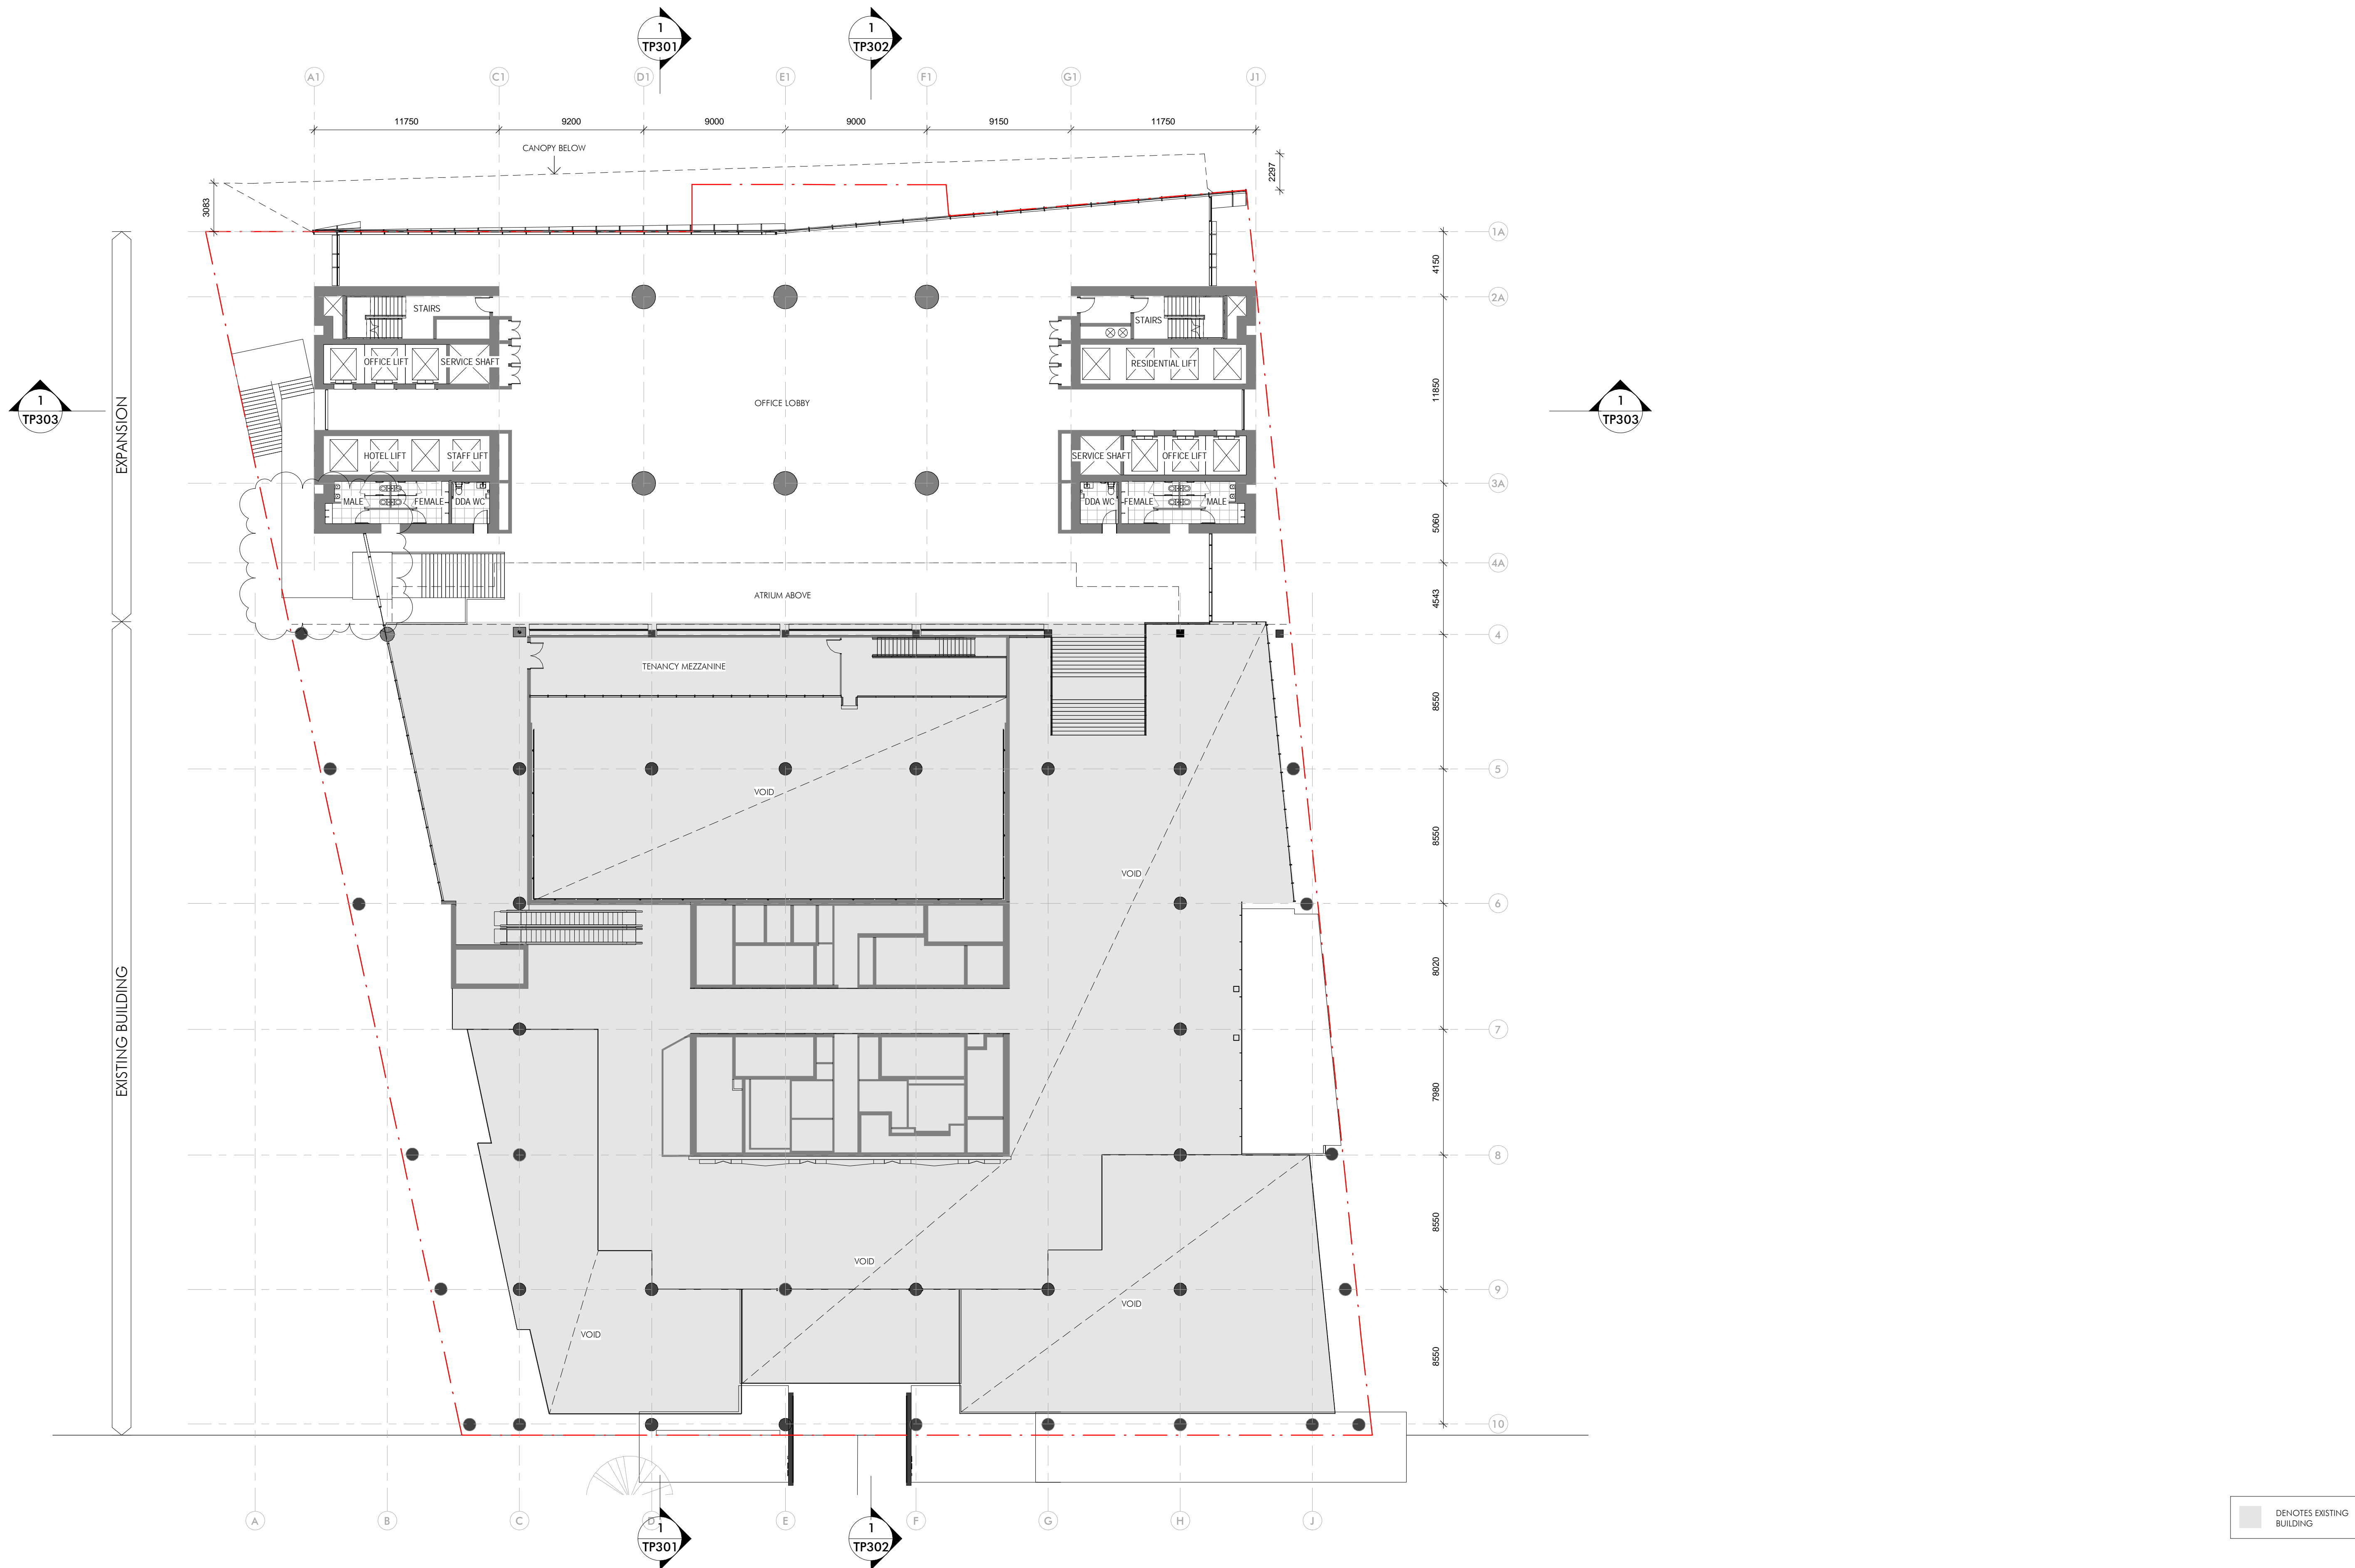 1
TP301
1
TP302
A1
C1
D1
E1
F1
G1
J1
11750
9200
9000
9000
9150
11750
CANOPY BELOW
3083
2297
1A
4150
2A
STAIRS
STAIRS
OFFICE LIFT
SERVICE SHAFT
RESIDENTIAL LIFT
11850
1
TP303
EXPANSION
OFFICE LOBBY
1
TP303
HOTEL LIFT
STAFF LIFT
SERVICE SHAFT
OFFICE LIFT
3A
MALE
FEMALE
DDA WC
DDA WC
FEMALE
MALE
5060
4A
ATRIUM ABOVE
4543
4
TENANCY MEZZANINE
8550
5
VOID
8550
VOID
6
8020
EXISTING BUILDING
7
7980
8
8550
VOID
9
VOID
VOID
8550
10
A
B
C
D
E
F
G
H
J
1
TP301
1
TP302
DENOTES EXISTING
BUILDING